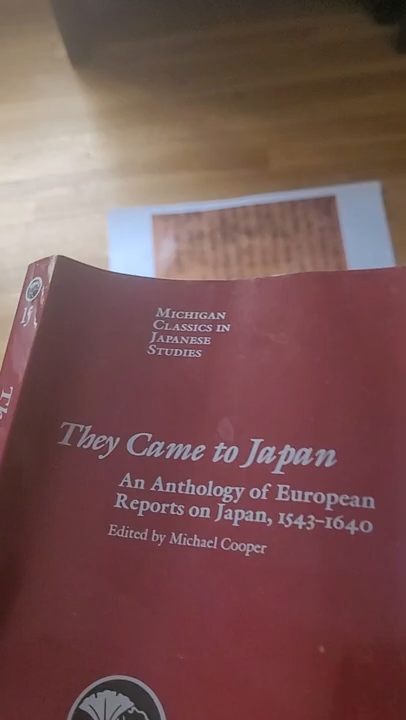 MICHIGAN
CLASSICS IN
JAPANESE
STUDIES
They Came to Japan
An Anthology of European
Reports on Japan, 1543–1640
Edited by Michael Cooper